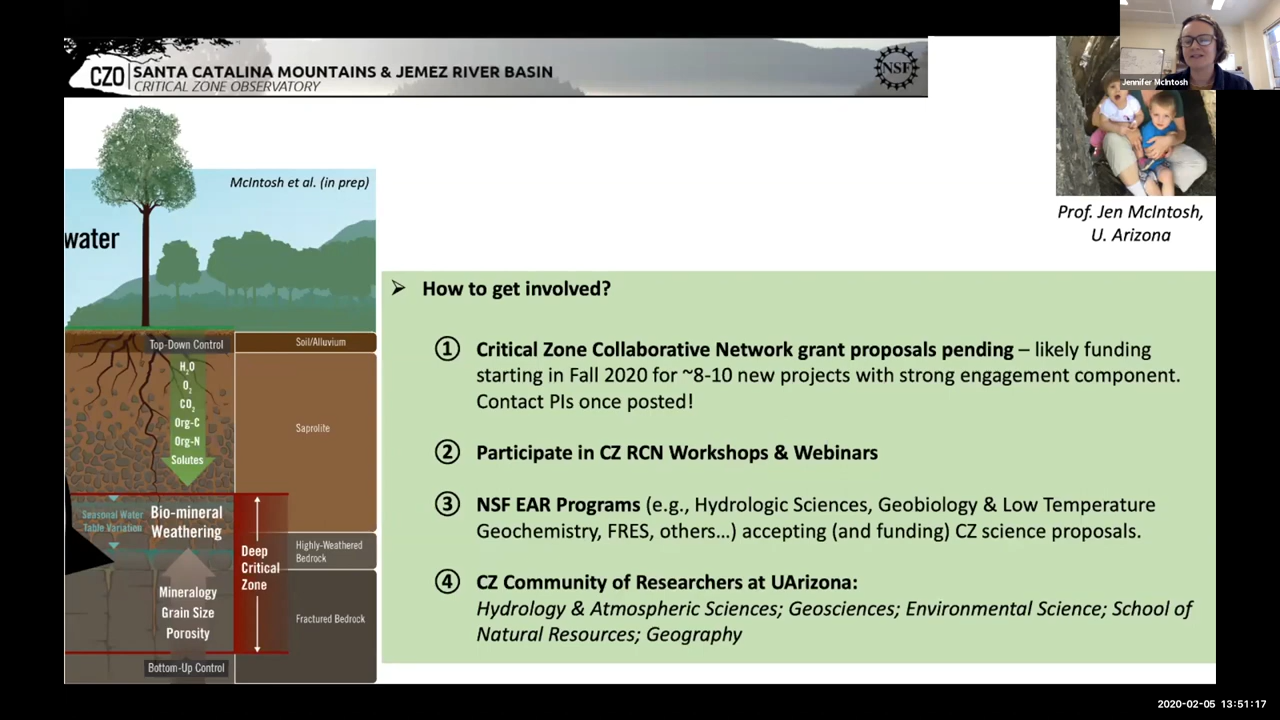 Jennifer McIntosh
CZO SANTA CATALINA MOUNTAINS & JEMEZ RIVER BASIN
CRITICAL ZONE OBSERVATORY
NSF
McIntosh et al. (in prep)
water
Top-Down Control
H2O
O2
CO2
Org-C
Org-N
Solutes
Seasonal Water
Table Variation
Bio-mineral
Weathering
Mineralogy
Grain Size
Porosity
Bottom-Up Control
Deep
Critical
Zone
Soil/Alluvium
Saprolite
Highly-Weathered
Bedrock
Fractured Bedrock
Prof. Jen McIntosh,
U. Arizona
➢ How to get involved?
① Critical Zone Collaborative Network grant proposals pending – likely funding
starting in Fall 2020 for ~8-10 new projects with strong engagement component.
Contact PIs once posted!
② Participate in CZ RCN Workshops & Webinars
③ NSF EAR Programs (e.g., Hydrologic Sciences, Geobiology & Low Temperature
Geochemistry, FRES, others…) accepting (and funding) CZ science proposals.
④ CZ Community of Researchers at UArizona:
Hydrology & Atmospheric Sciences; Geosciences; Environmental Science; School of
Natural Resources; Geography
2020-02-05 13:51:17